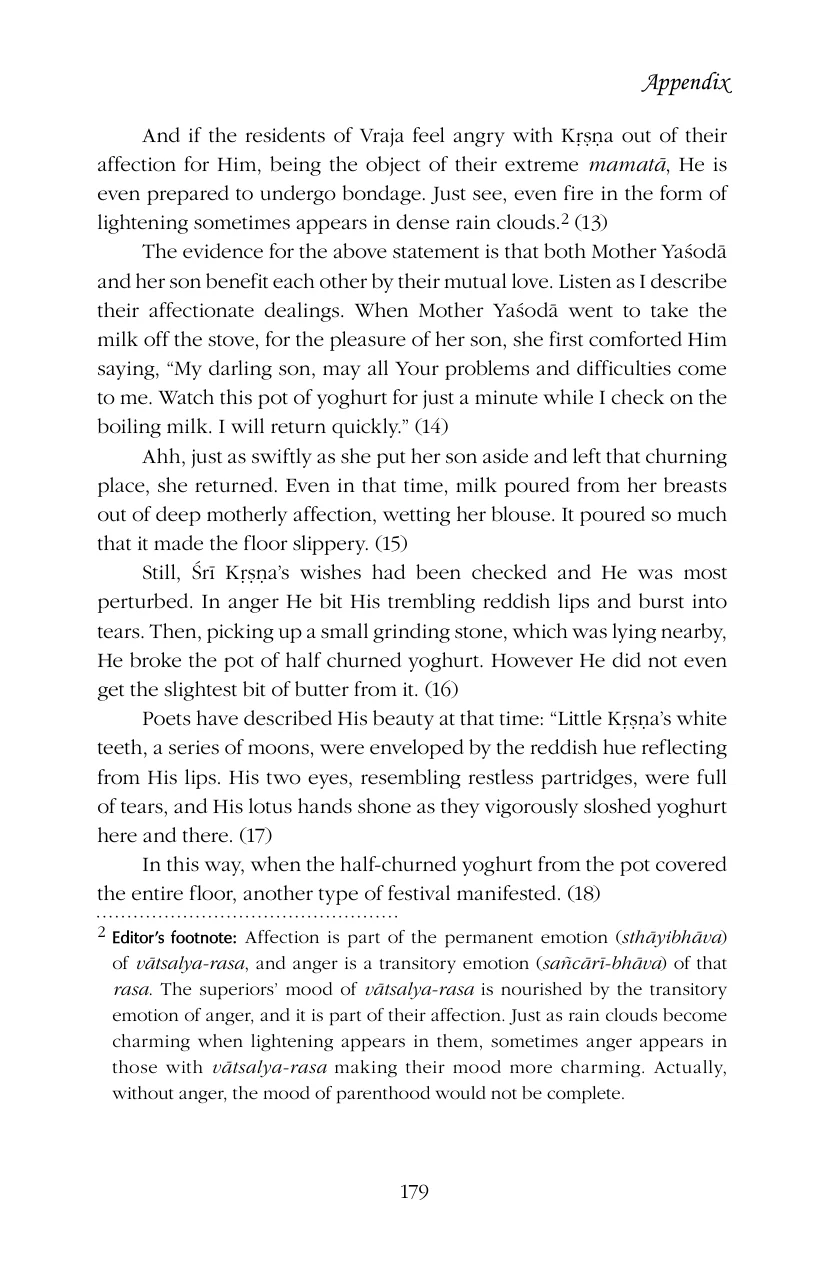 Appendix
And if the residents of Vraja feel angry with Kṛṣṇa out of their
affection for Him, being the object of their extreme mamatā, He is
even prepared to undergo bondage. Just see, even fire in the form of
lightening sometimes appears in dense rain clouds.2 (13)
The evidence for the above statement is that both Mother Yaśodā
and her son benefit each other by their mutual love. Listen as I describe
their affectionate dealings. When Mother Yaśodā went to take the
milk off the stove, for the pleasure of her son, she first comforted Him
saying, “My darling son, may all Your problems and difficulties come
to me. Watch this pot of yoghurt for just a minute while I check on the
boiling milk. I will return quickly.” (14)
Ahh, just as swiftly as she put her son aside and left that churning
place, she returned. Even in that time, milk poured from her breasts
out of deep motherly affection, wetting her blouse. It poured so much
that it made the floor slippery. (15)
Still, Śrī Kṛṣṇa’s wishes had been checked and He was most
perturbed. In anger He bit His trembling reddish lips and burst into
tears. Then, picking up a small grinding stone, which was lying nearby,
He broke the pot of half churned yoghurt. However He did not even
get the slightest bit of butter from it. (16)
Poets have described His beauty at that time: “Little Kṛṣṇa’s white
teeth, a series of moons, were enveloped by the reddish hue reflecting
from His lips. His two eyes, resembling restless partridges, were full
of tears, and His lotus hands shone as they vigorously sloshed yoghurt
here and there. (17)
In this way, when the half-churned yoghurt from the pot covered
the entire floor, another type of festival manifested. (18)
2 Editor’s footnote: Affection is part of the permanent emotion (sthāyibhāva)
of vātsalya-rasa, and anger is a transitory emotion (sañcārī-bhāva) of that
rasa. The superiors’ mood of vātsalya-rasa is nourished by the transitory
emotion of anger, and it is part of their affection. Just as rain clouds become
charming when lightening appears in them, sometimes anger appears in
those with vātsalya-rasa making their mood more charming. Actually,
without anger, the mood of parenthood would not be complete.
179